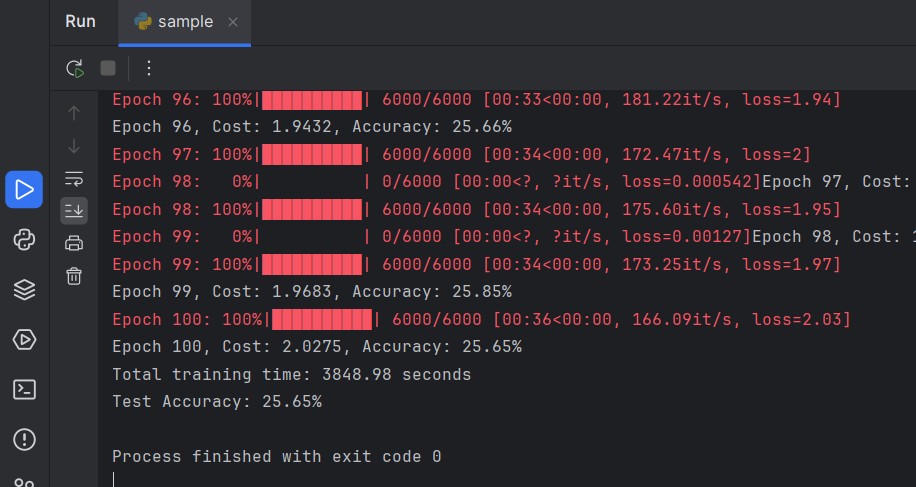 Run sample
Epoch 96: 100%|██████████| 6000/6000 [00:33<00:00, 181.22it/s, loss=1.94]
Epoch 96, Cost: 1.9432, Accuracy: 25.66%
Epoch 97: 100%|██████████| 6000/6000 [00:34<00:00, 172.47it/s, loss=2]
Epoch 98:   0%|          | 0/6000 [00:00<?, ?it/s, loss=0.000542]Epoch 97, Cost:
Epoch 98: 100%|██████████| 6000/6000 [00:34<00:00, 175.60it/s, loss=1.95]
Epoch 99:   0%|          | 0/6000 [00:00<?, ?it/s, loss=0.00127]Epoch 98, Cost:
Epoch 99: 100%|██████████| 6000/6000 [00:34<00:00, 173.25it/s, loss=1.97]
Epoch 99, Cost: 1.9683, Accuracy: 25.85%
Epoch 100: 100%|██████████| 6000/6000 [00:36<00:00, 166.09it/s, loss=2.03]
Epoch 100, Cost: 2.0275, Accuracy: 25.65%
Total training time: 3848.98 seconds
Test Accuracy: 25.65%
Process finished with exit code 0